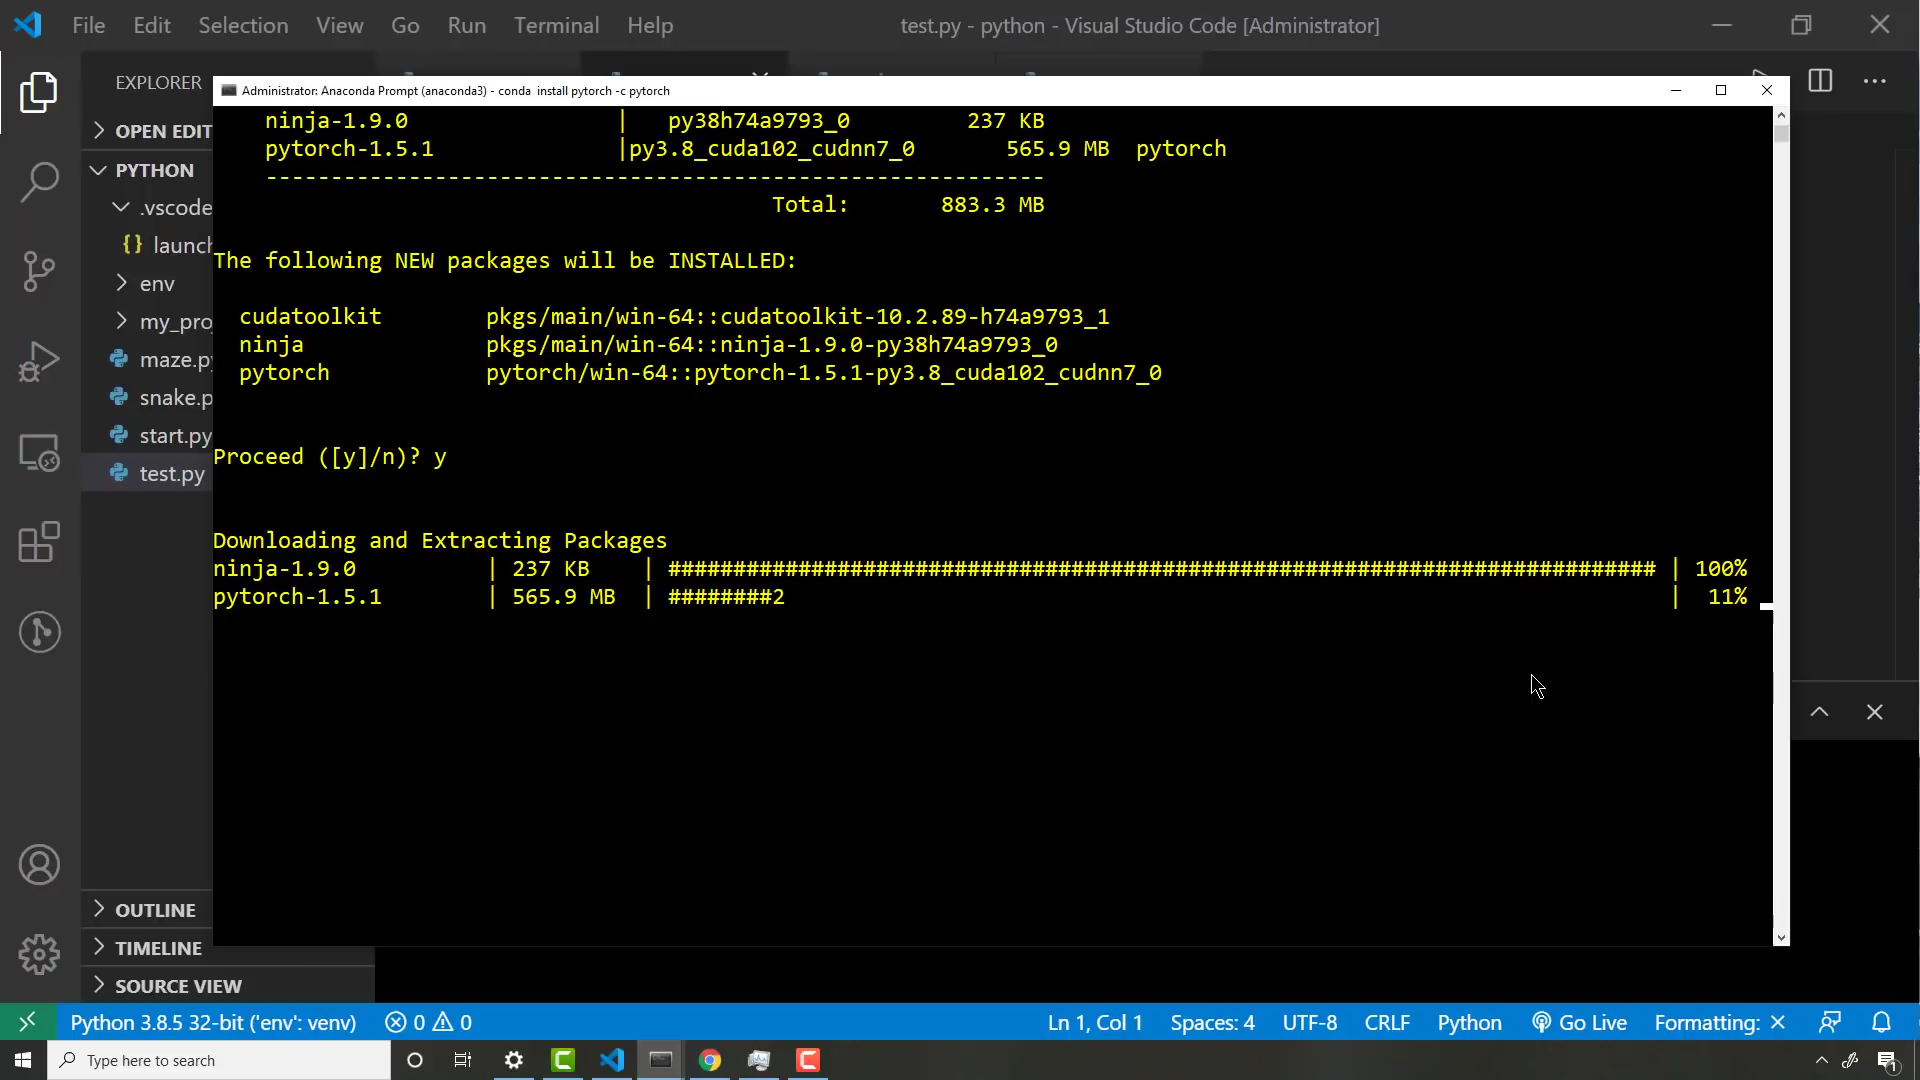 File Edit Selection View Go Run Terminal Help
test.py - python - Visual Studio Code [Administrator]
EXPLORER
OPEN EDIT
PYTHON
.vscode
{} launch
env
my_pro
maze.py
snake.p
start.py
test.py
OUTLINE
TIMELINE
SOURCE VIEW
Administrator: Anaconda Prompt (anaconda3) - conda install pytorch -c pytorch
ninja-1.9.0 | py38h74a9793_0 237 KB
pytorch-1.5.1 |py3.8_cuda102_cudnn7_0 565.9 MB pytorch
------------------------------------------------------------
Total: 883.3 MB
The following NEW packages will be INSTALLED:
cudatoolkit pkgs/main/win-64::cudatoolkit-10.2.89-h74a9793_1
ninja pkgs/main/win-64::ninja-1.9.0-py38h74a9793_0
pytorch pytorch/win-64::pytorch-1.5.1-py3.8_cuda102_cudnn7_0
Proceed ([y]/n)? y
Downloading and Extracting Packages
ninja-1.9.0 | 237 KB | ############################################################################ | 100%
pytorch-1.5.1 | 565.9 MB | ########2 | 11%
Python 3.8.5 32-bit ('env': venv) 0 0 Ln 1, Col 1 Spaces: 4 UTF-8 CRLF Python Go Live Formatting: ✕
Type here to search
1